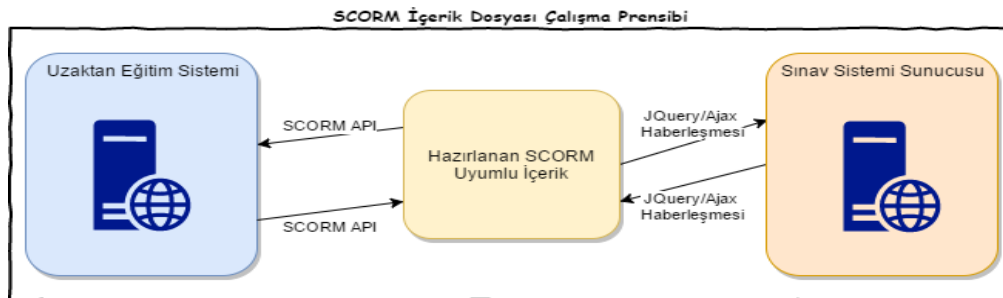 SCORM İçerik Dosyası Çalışma Prensibi
Uzaktan Eğitim Sistemi
SCORM API
SCORM API
Hazırlanan SCORM
Uyumlu İçerik
JQuery/Ajax
Haberleşmesi
JQuery/Ajax
Haberleşmesi
Sınav Sistemi Sunucusu